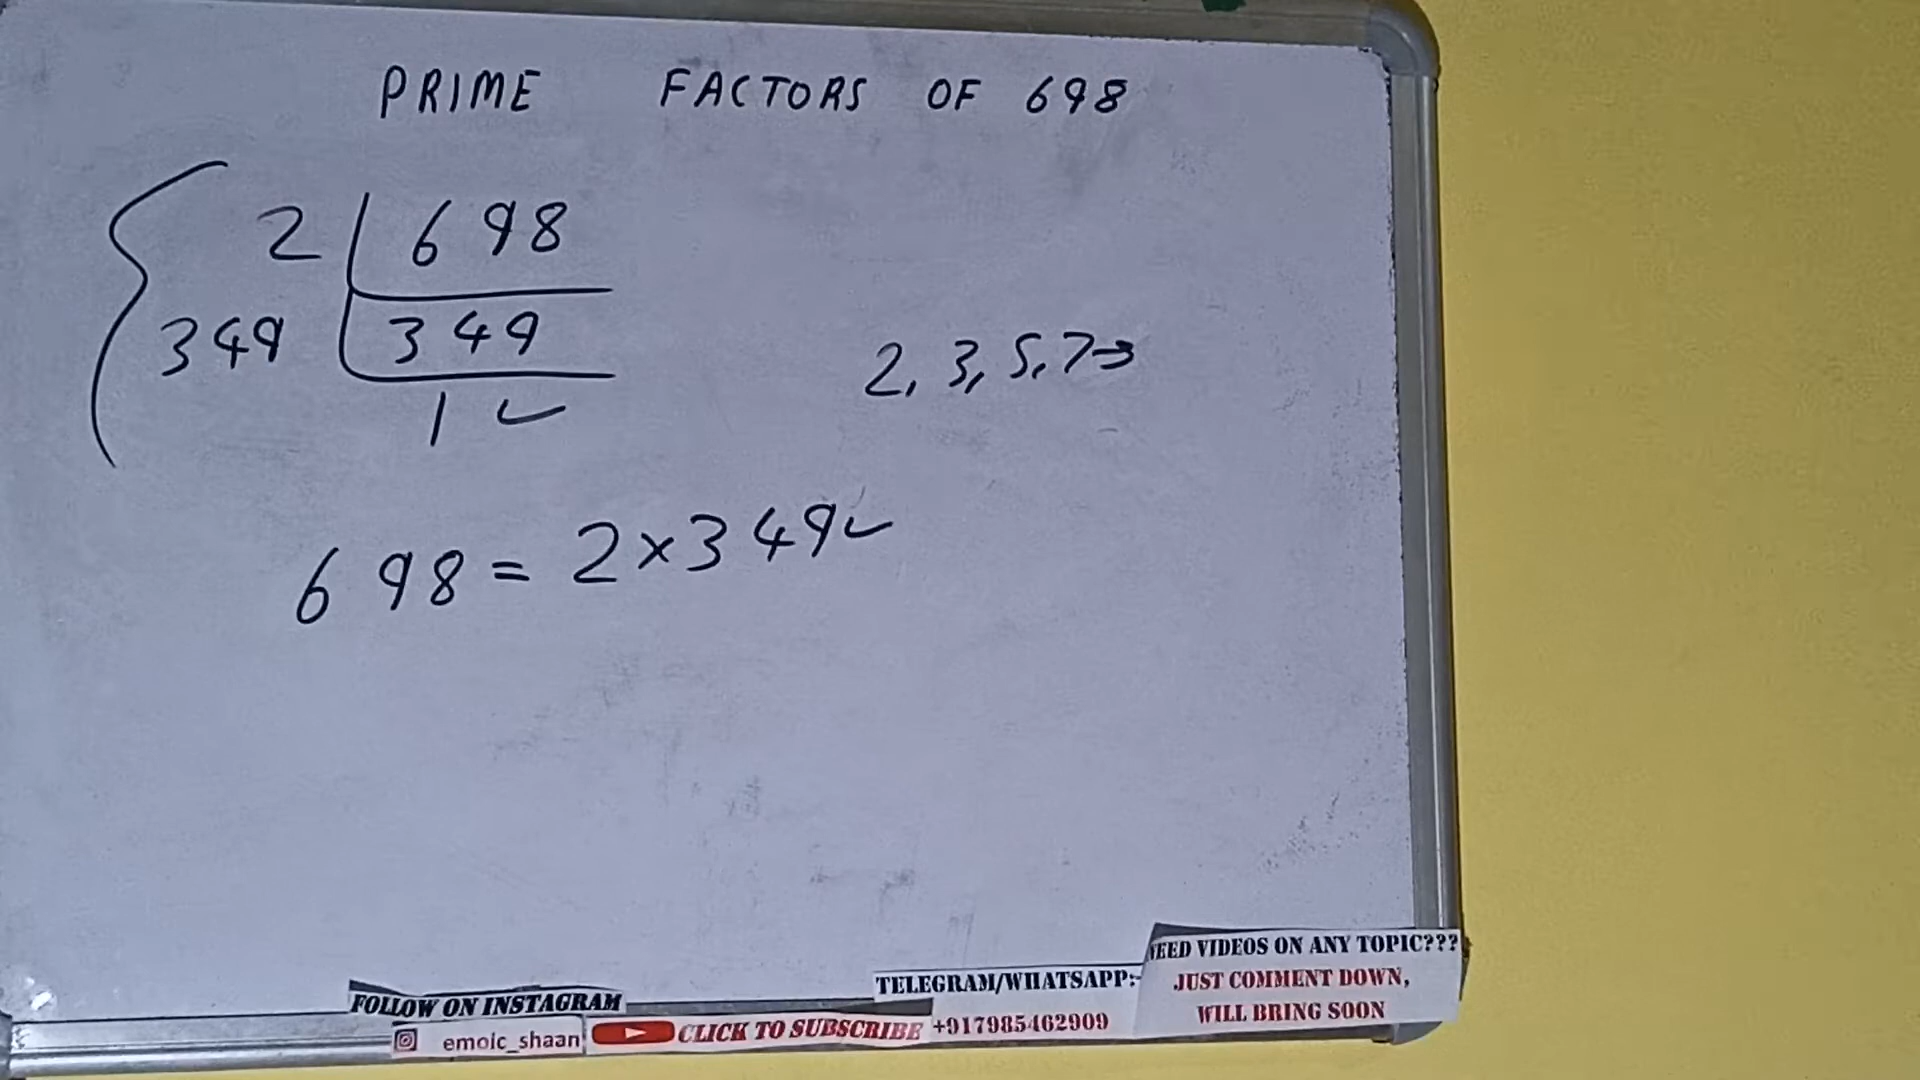 PRIME FACTORS OF 698
2 | 698
349 | 349
1 ✓
2, 3, 5, 7→
698 = 2×349✓
FOLLOW ON INSTAGRAM
emoic_shaan
CLICK TO SUBSCRIBE
TELEGRAM/WHATSAPP:-
+917985462909
NEED VIDEOS ON ANY TOPIC???
JUST COMMENT DOWN,
WILL BRING SOON